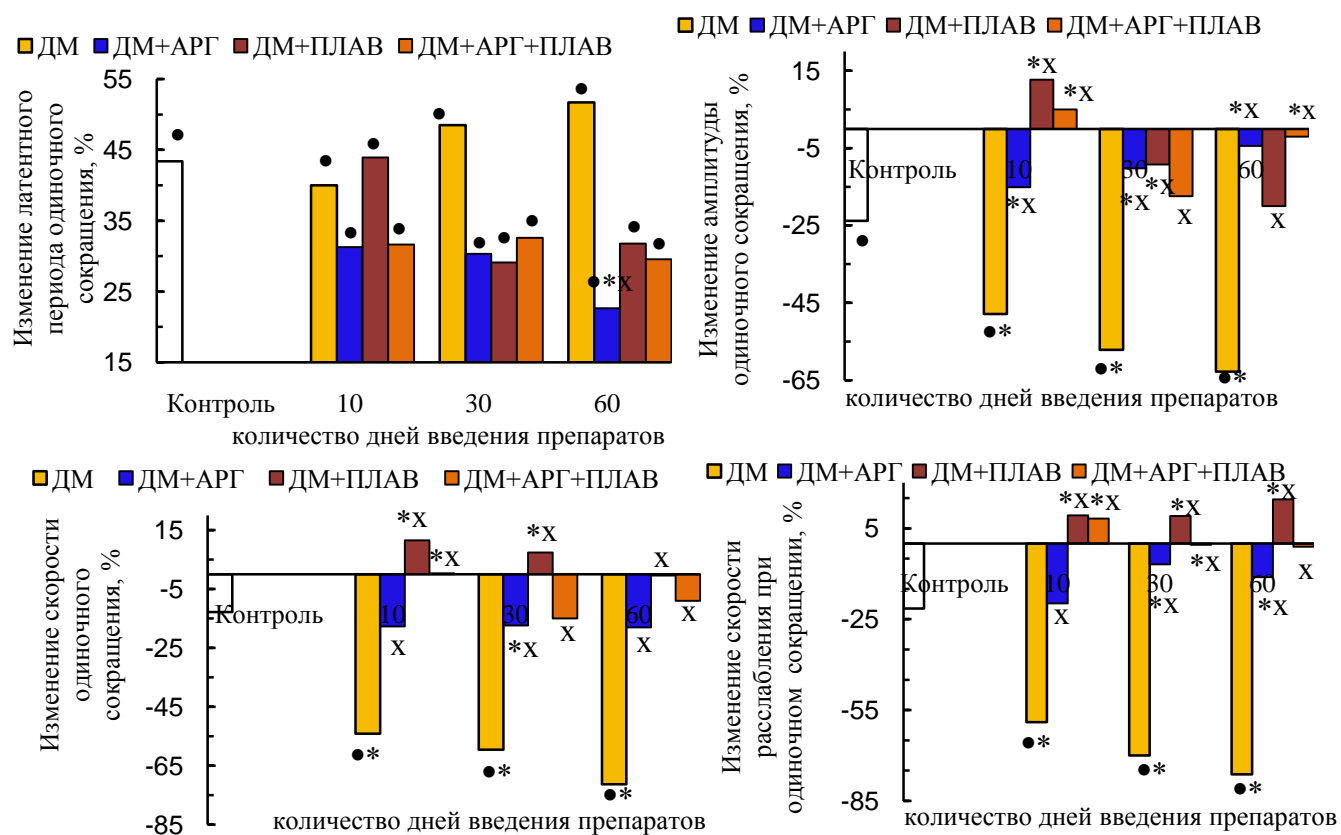 ДМ ДМ+АРГ ДМ+ПЛАВ ДМ+АРГ+ПЛАВ
Изменение латентного
периода одиночного
сокращения, %
55
45
35
25
15
● ● ● ● ● ● ● ● ● ● ●*X ● ●
Контроль 10 30 60
количество дней введения препаратов
ДМ ДМ+АРГ ДМ+ПЛАВ ДМ+АРГ+ПЛАВ
Изменение амплитуды
одиночного сокращения, %
15
-5
-25
-45
-65
*X *X *X *X
Контроль 10 30 60
*X *X *X X X
●
●* ●* ●*
количество дней введения препаратов
ДМ ДМ+АРГ ДМ+ПЛАВ ДМ+АРГ+ПЛАВ
Изменение скорости
одиночного
сокращения, %
15
-5
-25
-45
-65
-85
*X *X *X X
Контроль 10 30 60
X *X X X X
●* ●* ●*
количество дней введения препаратов
ДМ ДМ+АРГ ДМ+ПЛАВ ДМ+АРГ+ПЛАВ
Изменение скорости при
расслабления при
одиночном сокращении, %
5
-25
-55
-85
*X *X *X *X
Контроль 10 30 60
X *X *X *X X
●* ●* ●*
количество дней введения препаратов